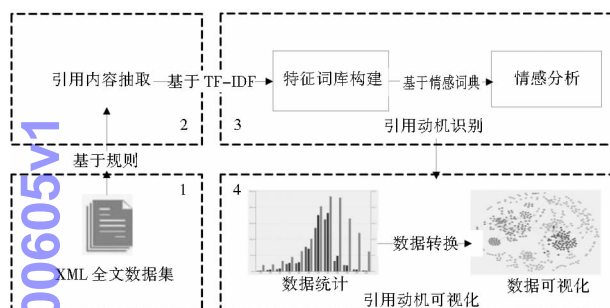 引用内容抽取
基于 TF-IDF
特征词库构建
基于情感词典
情感分析
2
3
引用动机识别
基于规则
1
XML 全文数据集
4
数据统计
数据转换
数据可视化
引用动机可视化
00605v1